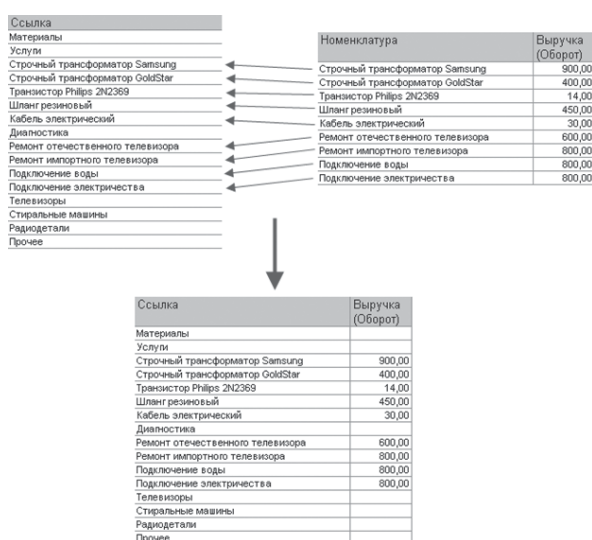 Ссылка
Материалы
Услуги
Строчный трансформатор Samsung
Строчный трансформатор GoldStar
Транзистор Philips 2N2369
Шланг резиновый
Кабель электрический
Диагностика
Ремонт отечественного телевизора
Ремонт импортного телевизора
Подключение воды
Подключение электричества
Телевизоры
Стиральные машины
Радиодетали
Прочее
Номенклатура Выручка
(Оборот)
Строчный трансформатор Samsung 900,00
Строчный трансформатор GoldStar 400,00
Транзистор Philips 2N2369 14,00
Шланг резиновый 450,00
Кабель электрический 30,00
Ремонт отечественного телевизора 600,00
Ремонт импортного телевизора 800,00
Подключение воды 800,00
Подключение электричества 800,00
Ссылка Выручка
(Оборот)
Материалы
Услуги
Строчный трансформатор Samsung 900,00
Строчный трансформатор GoldStar 400,00
Транзистор Philips 2N2369 14,00
Шланг резиновый 450,00
Кабель электрический 30,00
Диагностика
Ремонт отечественного телевизора 600,00
Ремонт импортного телевизора 800,00
Подключение воды 800,00
Подключение электричества 800,00
Телевизоры
Стиральные машины
Радиодетали
Прочее